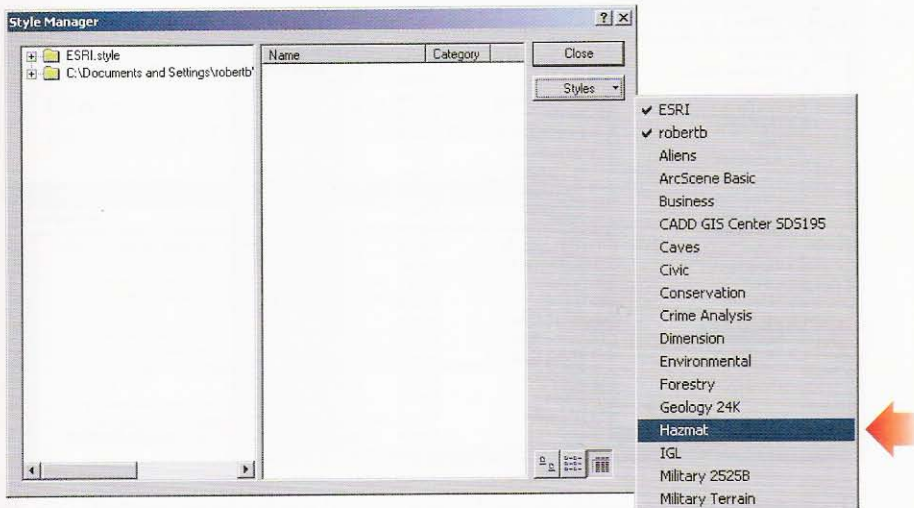 Style Manager
ESRI.style
C:\Documents and Settings\robertb'
Name Category
Close
Styles
ESRI
robertb
Aliens
ArcScene Basic
Business
CADD GIS Center SDS195
Caves
Civic
Conservation
Crime Analysis
Dimension
Environmental
Forestry
Geology 24K
Hazmat
IGL
Military 2525B
Military Terrain